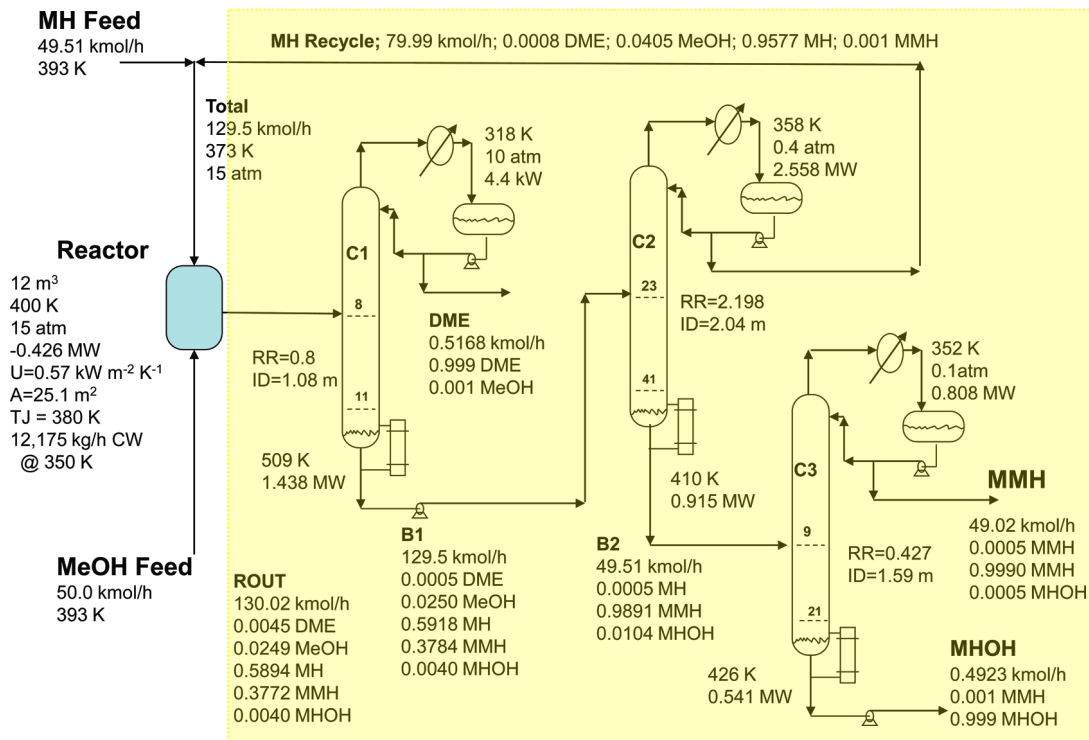 MH Feed
49.51 kmol/h
393 K
MH Recycle; 79.99 kmol/h; 0.0008 DME; 0.0405 MeOH; 0.9577 MH; 0.001 MMH
Total
129.5 kmol/h
373 K
15 atm
318 K
10 atm
4.4 kW
358 K
0.4 atm
2.558 MW
Reactor
12 m³
400 K
15 atm
-0.426 MW
U=0.57 kW m⁻² K⁻¹
A=25.1 m²
TJ = 380 K
12,175 kg/h CW
@ 350 K
C1
8
11
RR=0.8
ID=1.08 m
DME
0.5168 kmol/h
0.999 DME
0.001 MeOH
509 K
1.438 MW
C2
23
41
RR=2.198
ID=2.04 m
410 K
0.915 MW
352 K
0.1atm
0.808 MW
C3
9
21
RR=0.427
ID=1.59 m
MMH
49.02 kmol/h
0.0005 MMH
0.9990 MMH
0.0005 MHOH
MeOH Feed
50.0 kmol/h
393 K
ROUT
130.02 kmol/h
0.0045 DME
0.0249 MeOH
0.5894 MH
0.3772 MMH
0.0040 MHOH
B1
129.5 kmol/h
0.0005 DME
0.0250 MeOH
0.5918 MH
0.3784 MMH
0.0040 MHOH
B2
49.51 kmol/h
0.0005 MH
0.9891 MMH
0.0104 MHOH
426 K
0.541 MW
MHOH
0.4923 kmol/h
0.001 MMH
0.999 MHOH